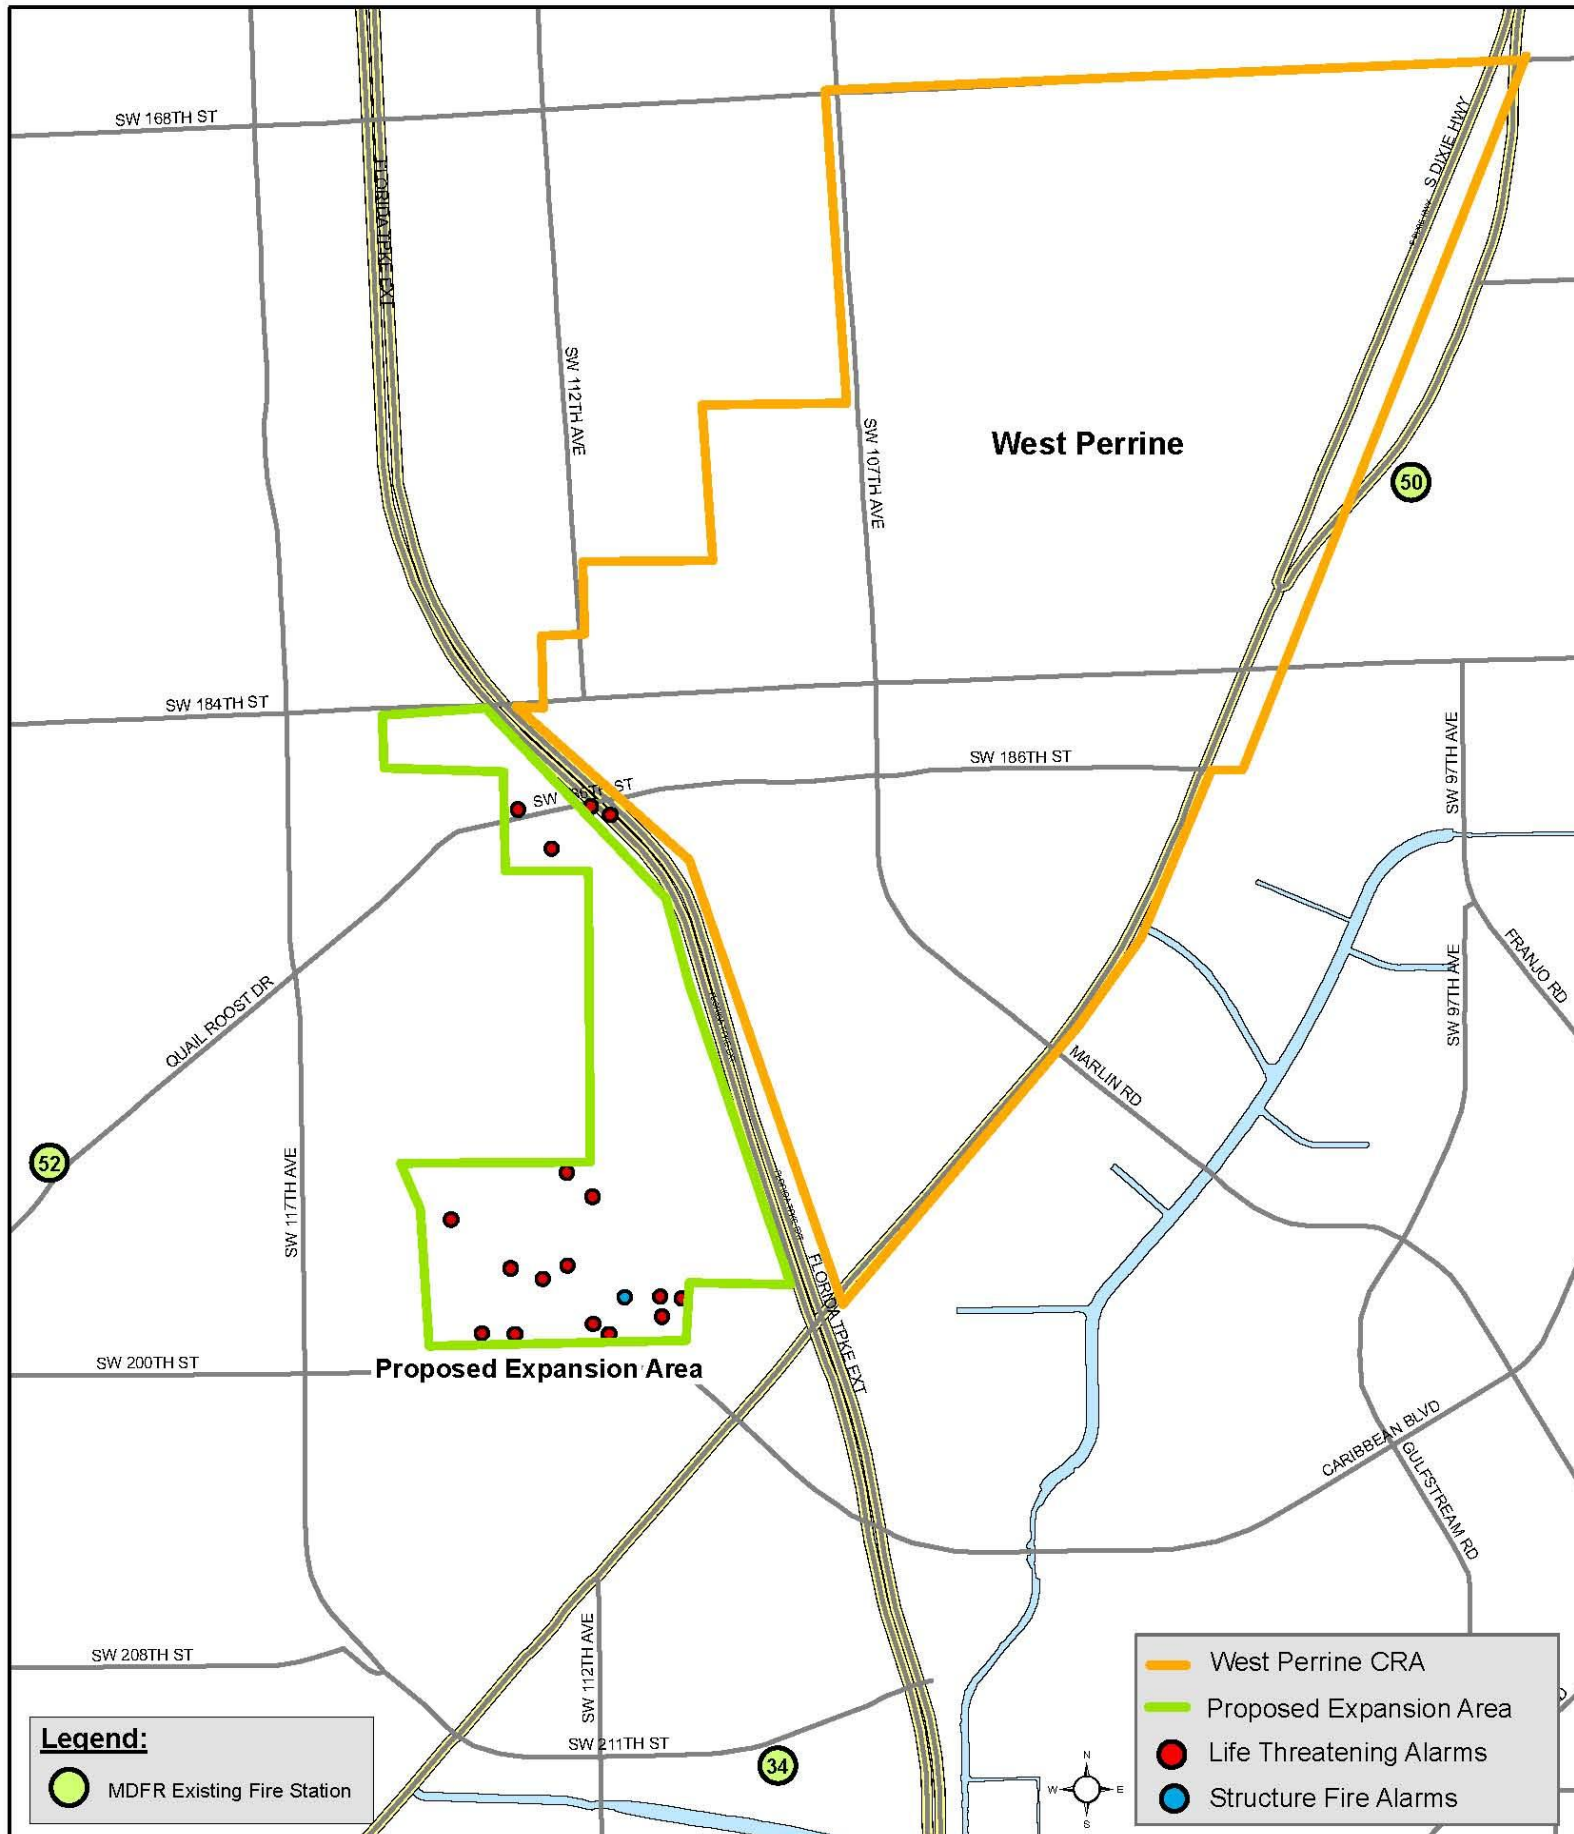 SW 168TH ST
S DIXIE HWY
FLORIDA TPKE EXT
SW 112TH AVE
SW 107TH AVE
West Perrine
50
SW 184TH ST
SW 97TH AVE
SW 186TH ST
SW 186TH ST
FRANJO RD
SW 97TH AVE
QUAIL ROOST DR
MARLIN RD
52
SW 117TH AVE
FLORIDA TPKE EXT
SW 200TH ST
Proposed Expansion Area
CARIBBEAN BLVD
GULFSTREAM RD
SW 112TH AVE
SW 208TH ST
SW 211TH ST
34
Legend:
MDFR Existing Fire Station
N
W
E
S
West Perrine CRA
Proposed Expansion Area
Life Threatening Alarms
Structure Fire Alarms